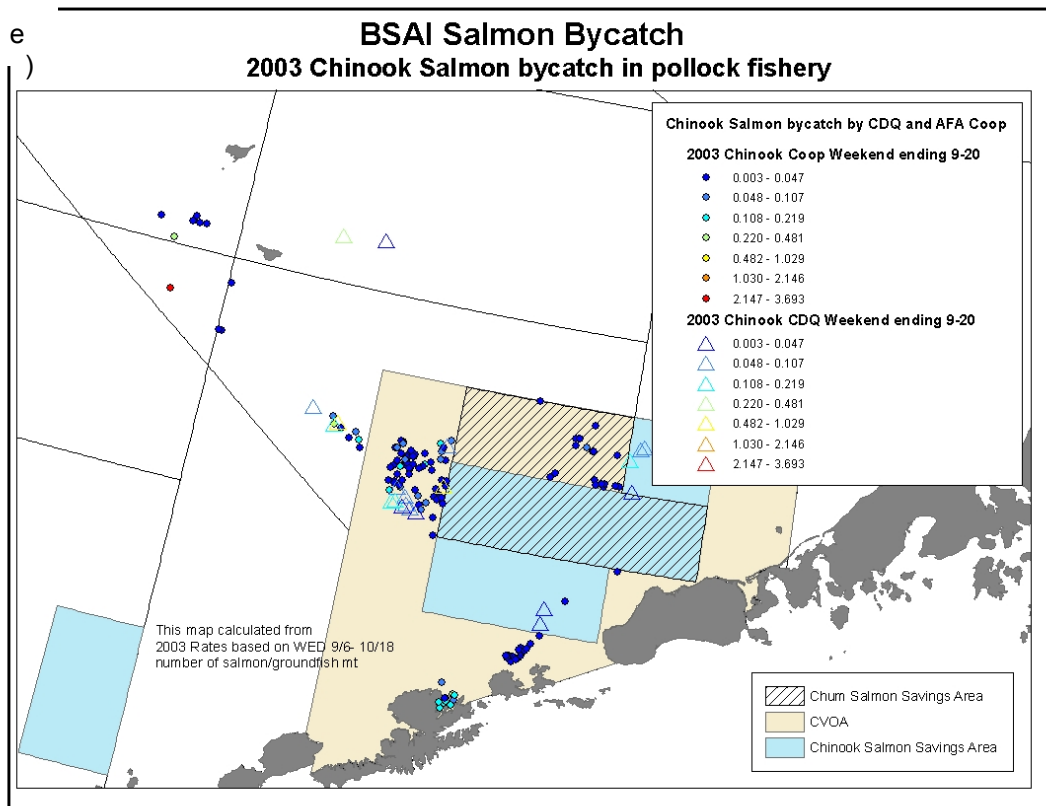 e
)
BSAI Salmon Bycatch
2003 Chinook Salmon bycatch in pollock fishery
Chinook Salmon bycatch by CDQ and AFA Coop
2003 Chinook Coop Weekend ending 9-20
0.003 - 0.047
0.048 - 0.107
0.108 - 0.219
0.220 - 0.481
0.482 - 1.029
1.030 - 2.146
2.147 - 3.693
2003 Chinook CDQ Weekend ending 9-20
0.003 - 0.047
0.048 - 0.107
0.108 - 0.219
0.220 - 0.481
0.482 - 1.029
1.030 - 2.146
2.147 - 3.693
This map calculated from
2003 Rates based on WED 9/6- 10/18
number of salmon/groundfish mt
Chum Salmon Savings Area
CVOA
Chinook Salmon Savings Area